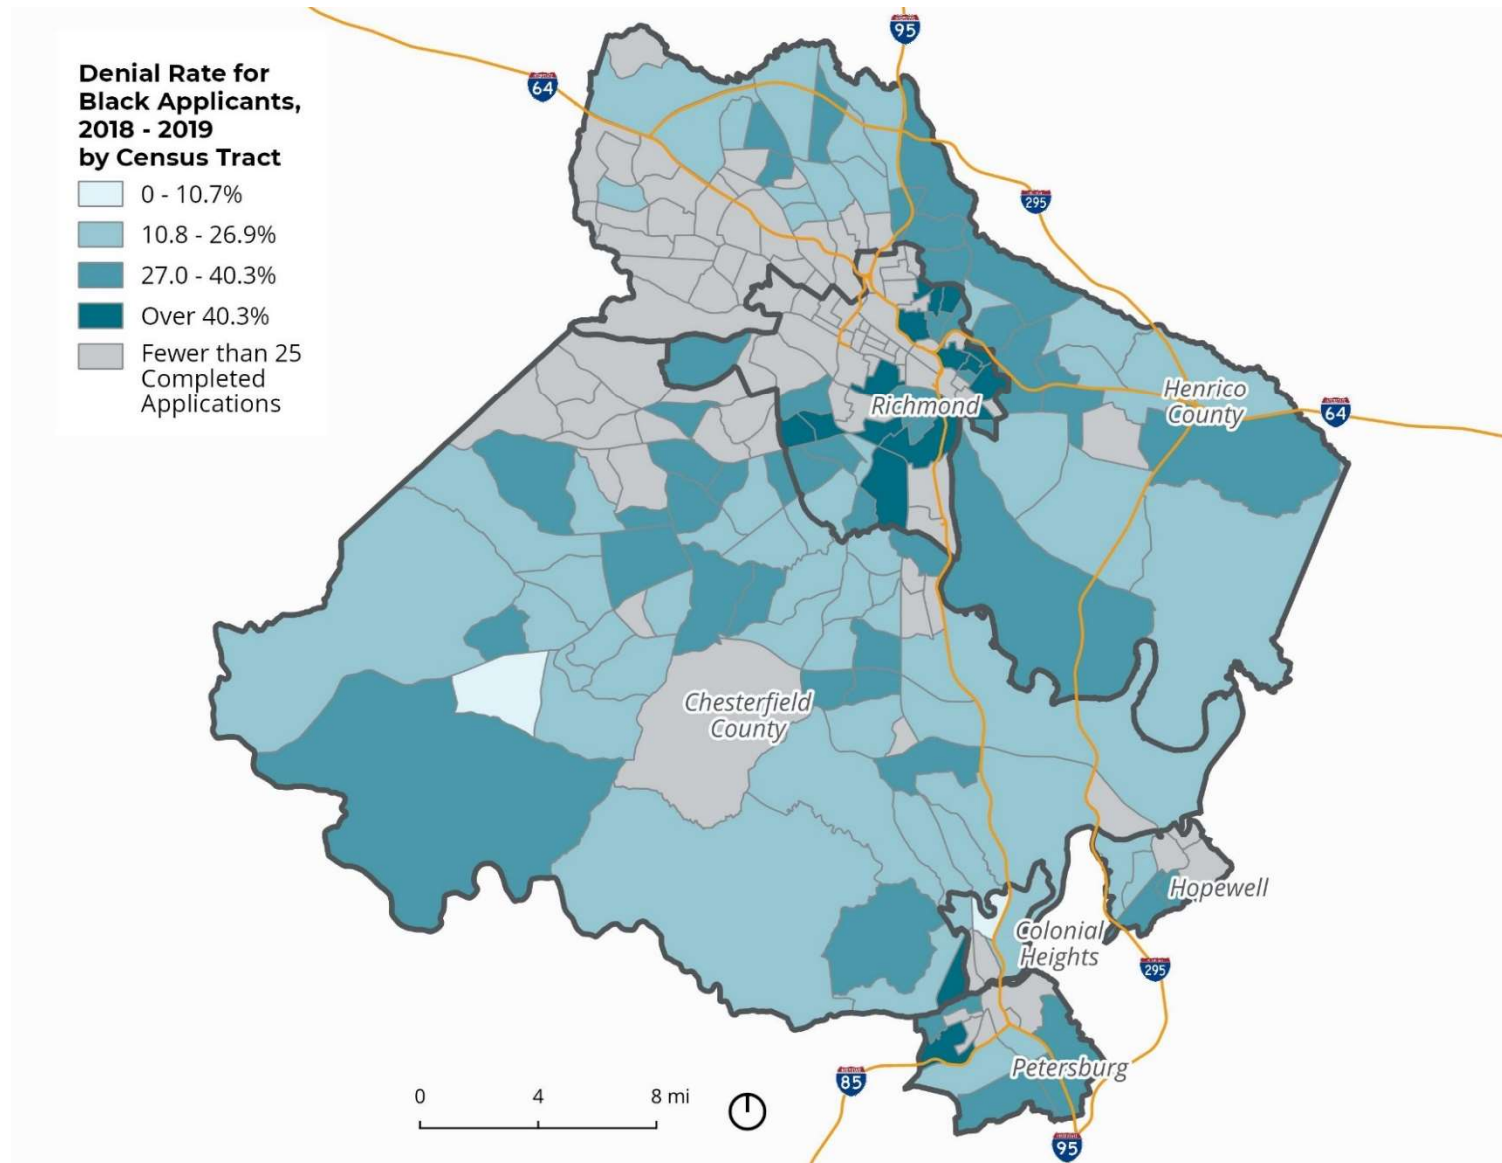 Denial Rate for
Black Applicants,
2018 - 2019
by Census Tract
0 - 10.7%
10.8 - 26.9%
27.0 - 40.3%
Over 40.3%
Fewer than 25
Completed
Applications
95
64
295
Henrico
County
64
Richmond
Chesterfield
County
Hopewell
Colonial
Heights
295
Petersburg
85
95
0 4 8 mi